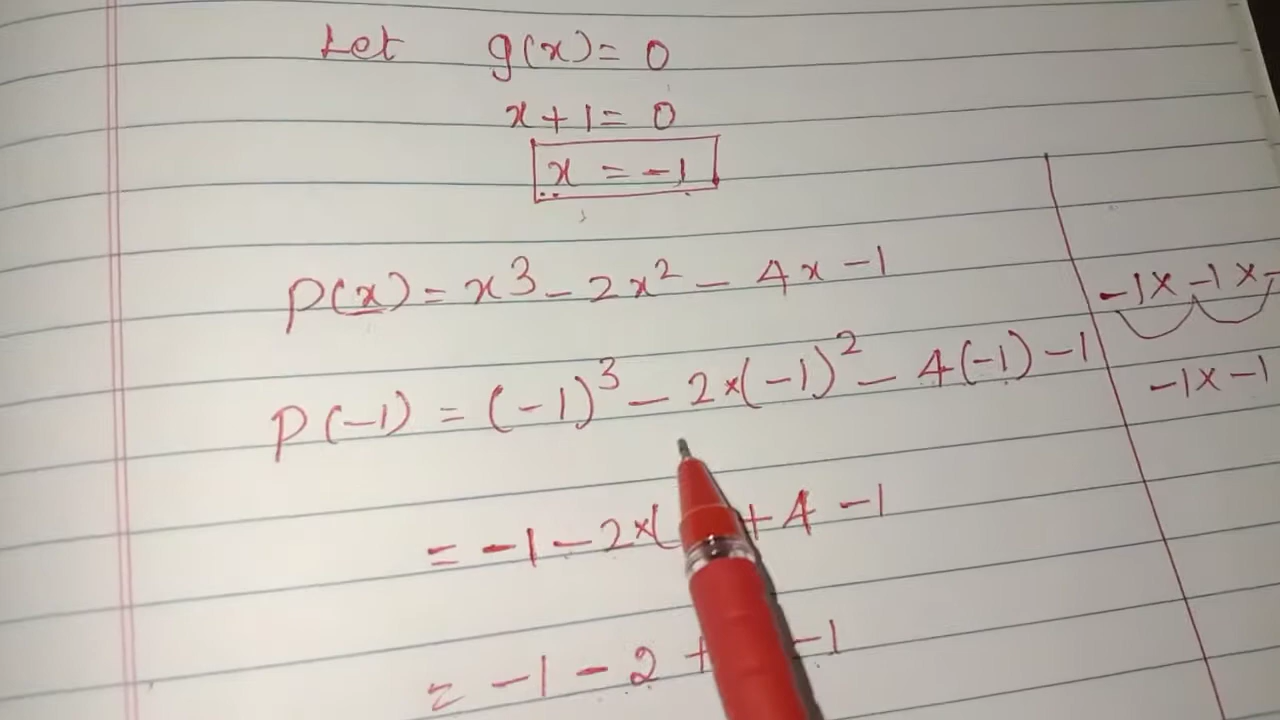 Let g(x) = 0
x + 1 = 0
x = -1
P(x) = x³ - 2x² - 4x - 1
P(-1) = (-1)³ - 2×(-1)² - 4(-1) - 1
= -1 - 2×( + 4 - 1
= -1 - 2 + - 1
-1 × -1 × -
-1 × -1